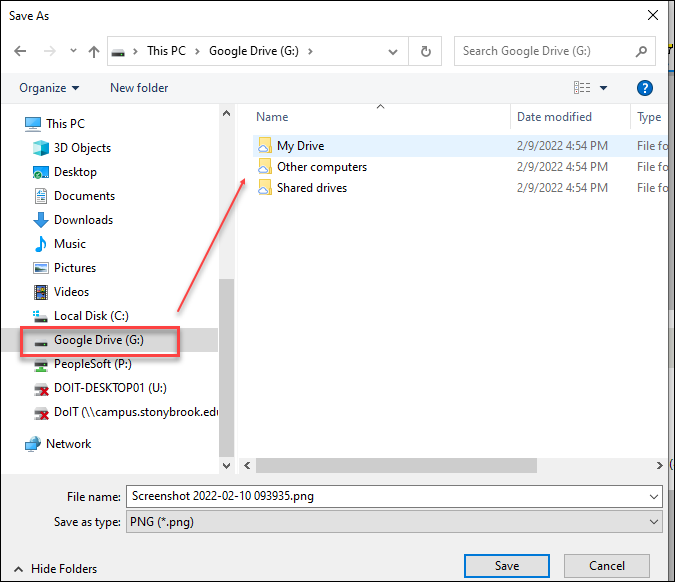 Save As
This PC > Google Drive (G:) >
Search Google Drive (G:)
Organize
New folder
Name
Date modified
Type
This PC
3D Objects
Desktop
Documents
Downloads
Music
Pictures
Videos
Local Disk (C:)
Google Drive (G:)
PeopleSoft (P:)
DOIT-DESKTOP01 (U:)
DoIT (\\campus.stonybrook.edu
Network
My Drive 2/9/2022 4:54 PM File fo
Other computers 2/9/2022 4:54 PM File fo
Shared drives 2/9/2022 4:54 PM File fo
File name: Screenshot 2022-02-10 093935.png
Save as type: PNG (*.png)
Hide Folders
Save
Cancel